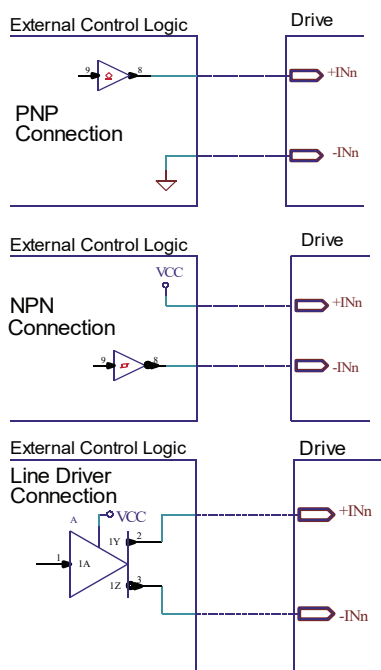 External Control Logic
Drive
9
8
+INn
PNP
Connection
-INn
External Control Logic
Drive
VCC
+INn
NPN
Connection
9
8
-INn
External Control Logic
Drive
Line Driver
Connection
A
VCC
+INn
2
1Y
1
1A
3
1Z
-INn